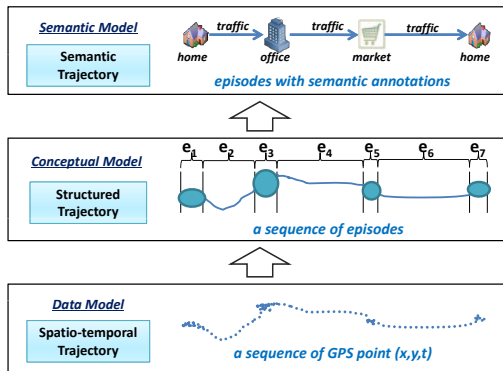 Semantic Model
Semantic
Trajectory
traffic traffic traffic
home office market home
episodes with semantic annotations
Conceptual Model
Structured
Trajectory
e1 e2 e3 e4 e5 e6 e7
a sequence of episodes
Data Model
Spatio-temporal
Trajectory
a sequence of GPS point (x,y,t)